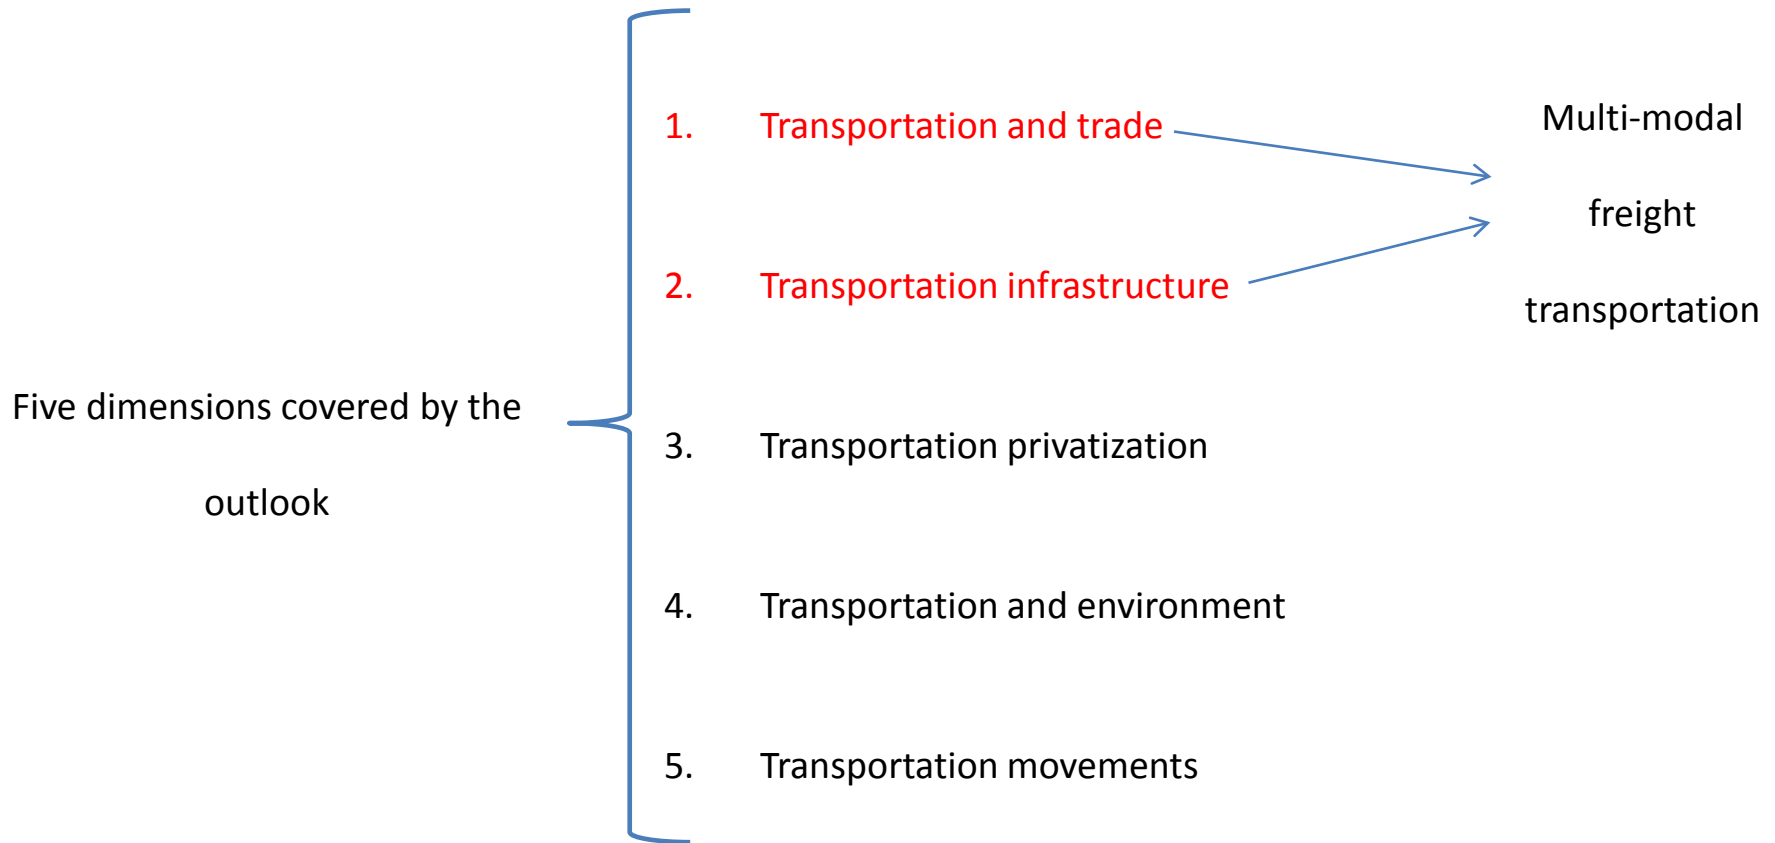 Five dimensions covered by the
outlook
1. Transportation and trade
2. Transportation infrastructure
3. Transportation privatization
4. Transportation and environment
5. Transportation movements
Multi-modal
freight
transportation